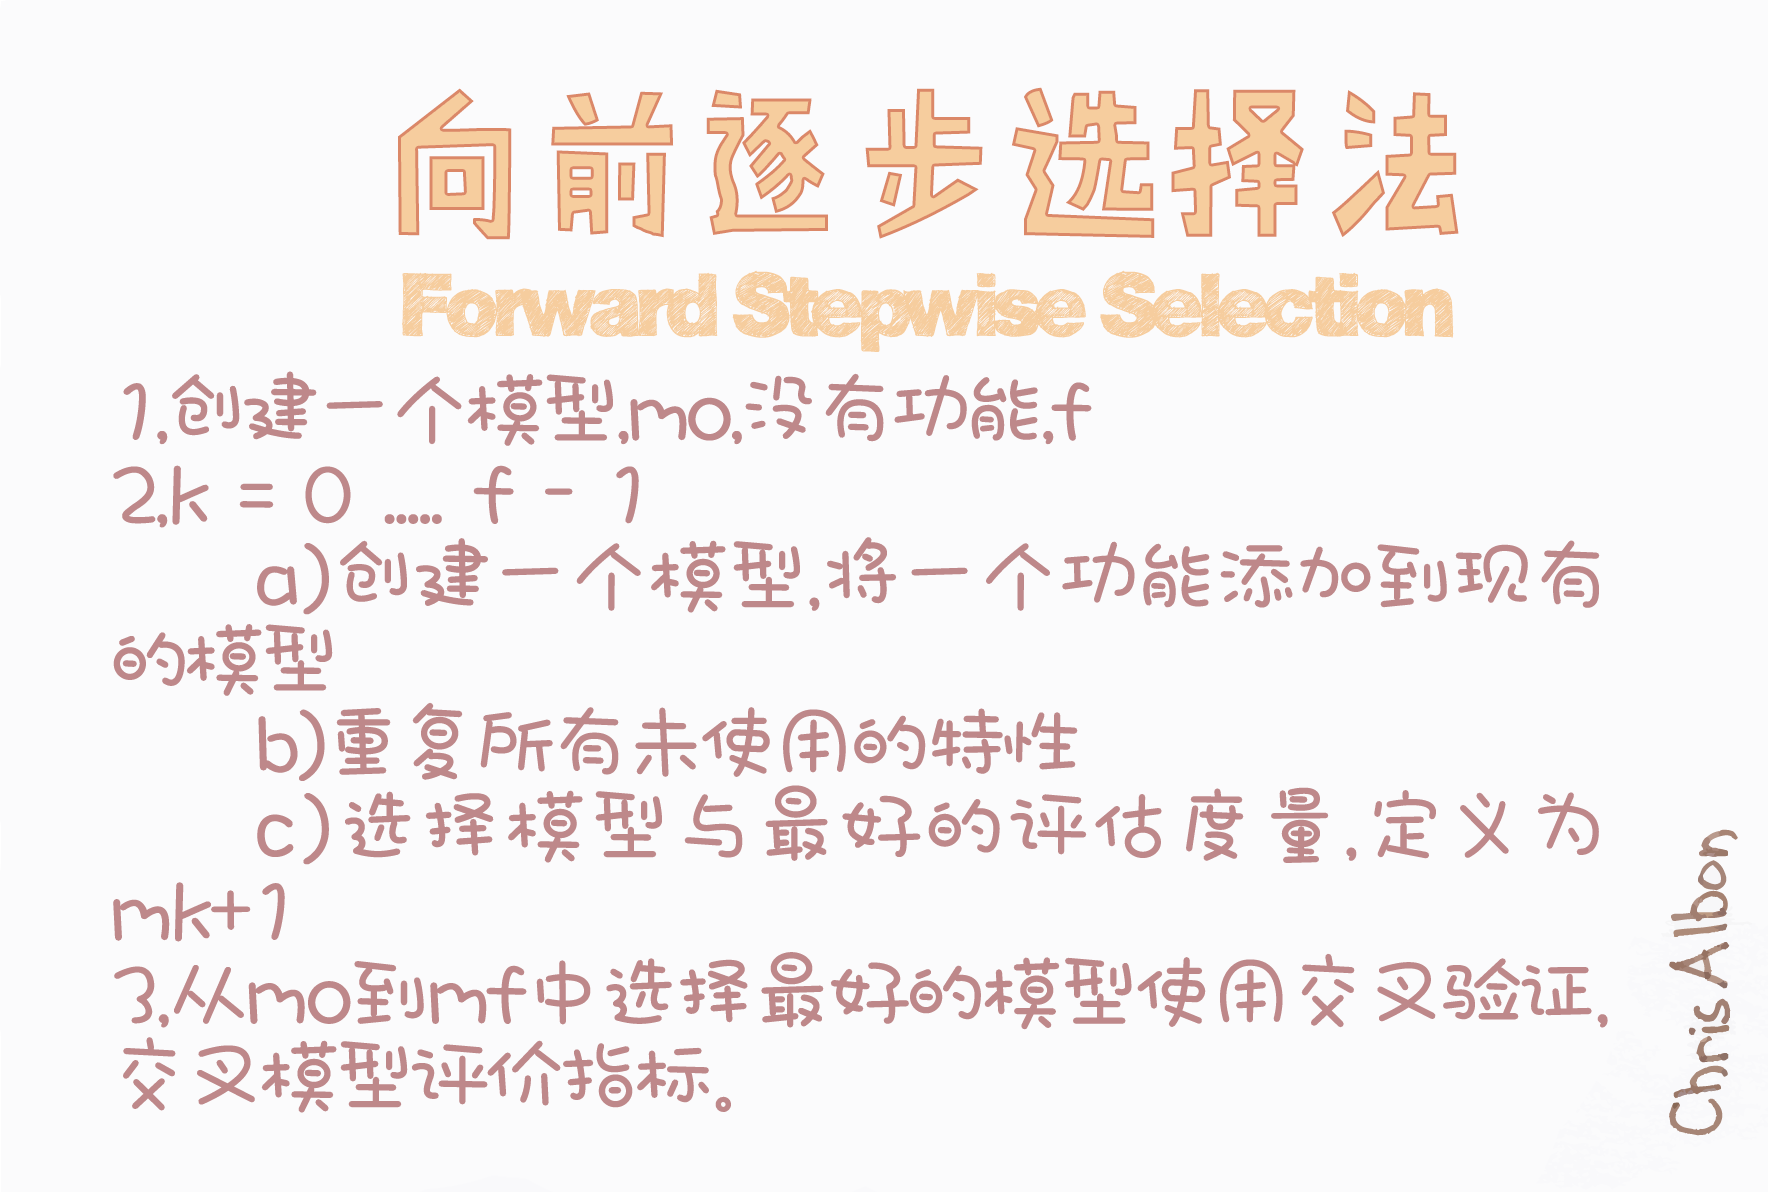 向前逐步选择法
Forward Stepwise Selection
1,创建一个模型,mo,没有功能,f
2,k = 0 ...... f - 1
a)创建一个模型,将一个功能添加到现有
的模型
b)重复所有未使用的特性
c)选择模型与最好的评估度量,定义为
mk+1
3,从mo到mf中选择最好的模型使用交叉验证,
交叉模型评价指标。
Chris Albon